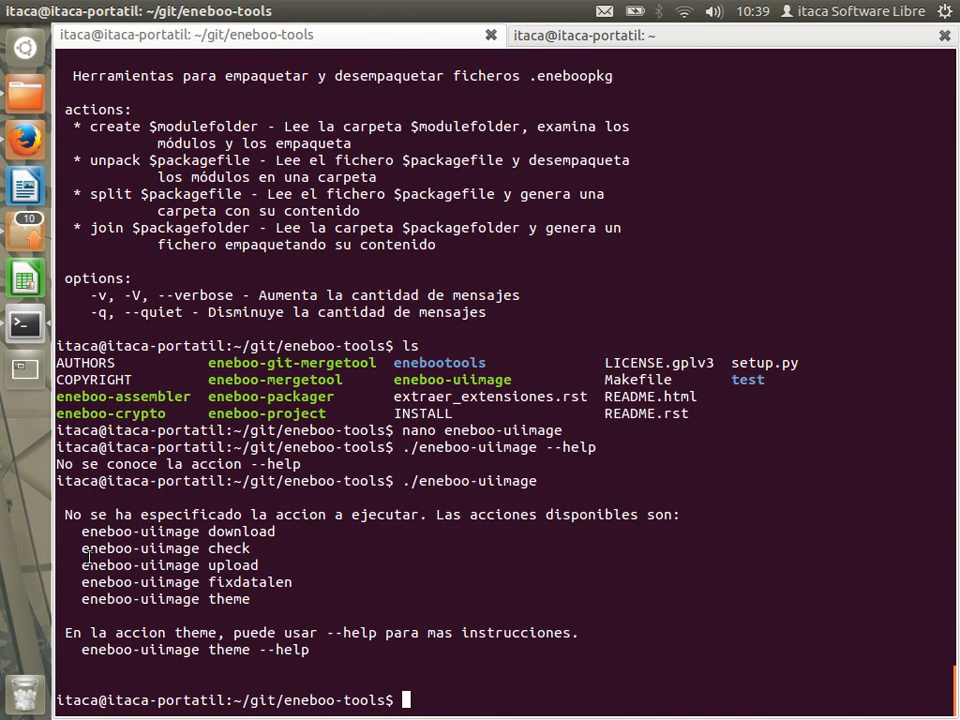 itaca@itaca-portatil: ~/git/eneboo-tools
10:39
itaca Software Libre
itaca@itaca-portatil: ~/git/eneboo-tools
itaca@itaca-portatil: ~
Herramientas para empaquetar y desempaquetar ficheros .eneboopkg
actions:
* create $modulefolder - Lee la carpeta $modulefolder, examina los
módulos y los empaqueta
* unpack $packagefile - Lee el fichero $packagefile y desempaqueta
los módulos en una carpeta
* split $packagefile - Lee el fichero $packagefile y genera una
carpeta con su contenido
* join $packagefolder - Lee la carpeta $packagefolder y genera un
fichero empaquetando su contenido
options:
-v, -V, --verbose - Aumenta la cantidad de mensajes
-q, --quiet - Disminuye la cantidad de mensajes
itaca@itaca-portatil:~/git/eneboo-tools$ ls
AUTHORS eneboo-git-mergetool enebootools LICENSE.gplv3 setup.py
COPYRIGHT eneboo-mergetool eneboo-uiimage Makefile test
eneboo-assembler eneboo-packager extraer_extensiones.rst README.html
eneboo-crypto eneboo-project INSTALL README.rst
itaca@itaca-portatil:~/git/eneboo-tools$ nano eneboo-uiimage
itaca@itaca-portatil:~/git/eneboo-tools$ ./eneboo-uiimage --help
No se conoce la accion --help
itaca@itaca-portatil:~/git/eneboo-tools$ ./eneboo-uiimage
No se ha especificado la accion a ejecutar. Las acciones disponibles son:
eneboo-uiimage download
eneboo-uiimage check
eneboo-uiimage upload
eneboo-uiimage fixdatalen
eneboo-uiimage theme
En la accion theme, puede usar --help para mas instrucciones.
eneboo-uiimage theme --help
itaca@itaca-portatil:~/git/eneboo-tools$
10